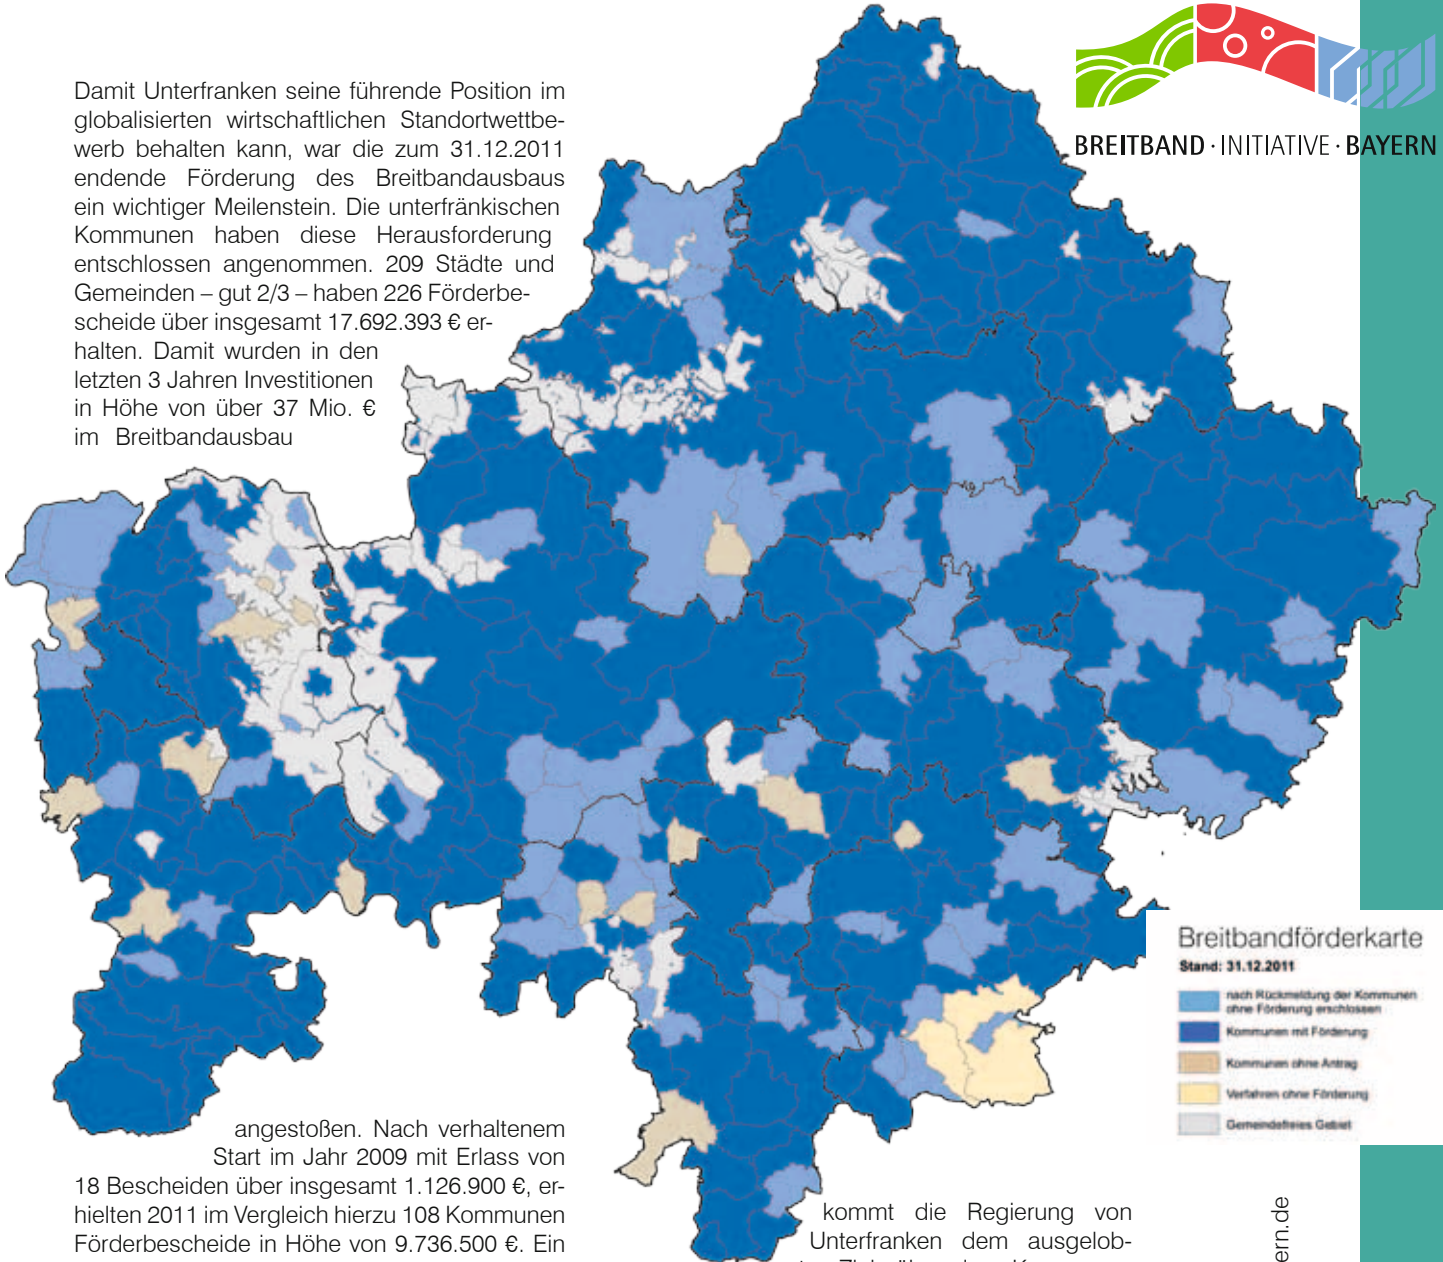 BREITBAND · INITIATIVE · BAYERN
Damit Unterfranken seine führende Position im
globalisierten wirtschaftlichen Standortwettbe-
werb behalten kann, war die zum 31.12.2011
endende Förderung des Breitbandausbaus
ein wichtiger Meilenstein. Die unterfränkischen
Kommunen haben diese Herausforderung
entschlossen angenommen. 209 Städte und
Gemeinden – gut 2/3 – haben 226 Förderbe-
scheide über insgesamt 17.692.393 € er-
halten. Damit wurden in den
letzten 3 Jahren Investitionen
in Höhe von über 37 Mio. €
im Breitbandausbau
angestoßen. Nach verhaltenem
Start im Jahr 2009 mit Erlass von
18 Bescheiden über insgesamt 1.126.900 €, er-
hielten 2011 im Vergleich hierzu 108 Kommunen
Förderbescheide in Höhe von 9.736.500 €. Ein
kommt die Regierung von
Unterfranken dem ausgelob-
Breitbandförderkarte
Stand: 31.12.2011
nach Rückmeldung der Kommunen
ohne Förderung erschlossen
Kommunen mit Förderung
Kommunen ohne Antrag
Verfahren ohne Förderung
Gemeindefreies Gebiet
ern.de